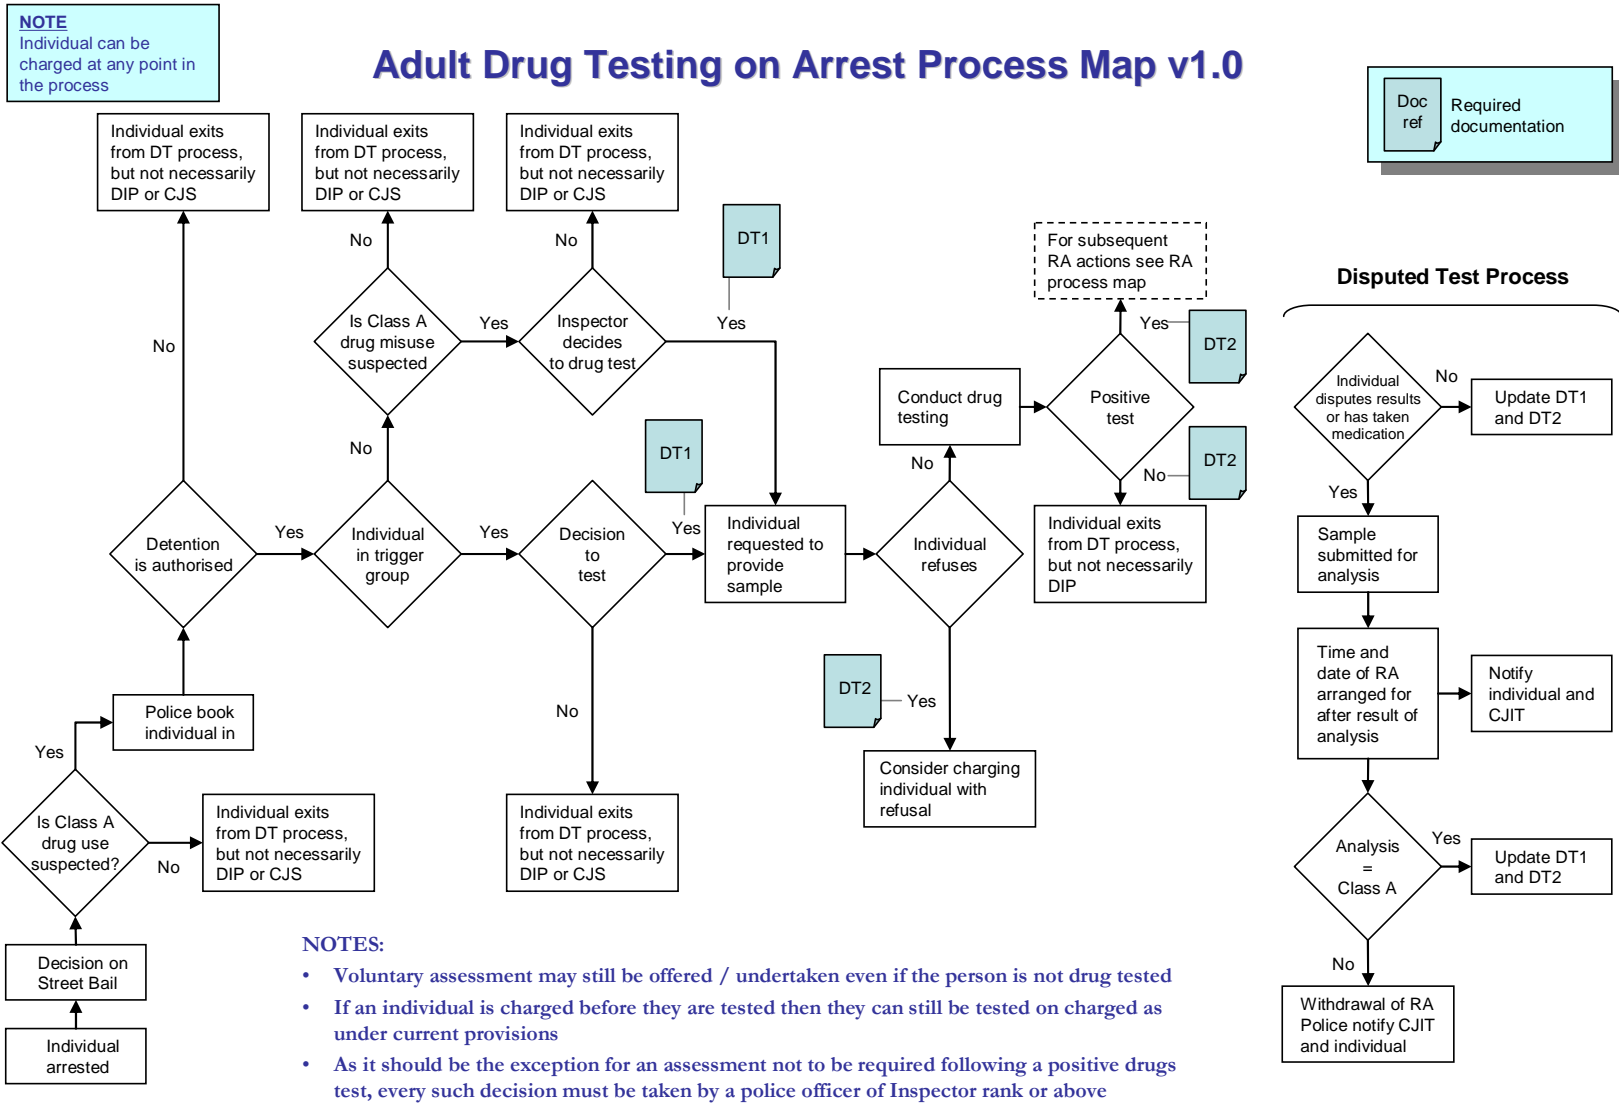 NOTE
Individual can be
charged at any point in
the process
Adult Drug Testing on Arrest Process Map v1.0
Doc
ref
Required
documentation
Individual exits
from DT process,
but not necessarily
DIP or CJS
Individual exits
from DT process,
but not necessarily
DIP or CJS
Individual exits
from DT process,
but not necessarily
DIP or CJS
No
No
No
DT1
Yes
Is Class A
drug misuse
suspected
Yes
Inspector
decides
to drug test
No
DT1
Yes
Detention
is authorised
Yes
Individual
in trigger
group
Yes
Decision
to
test
Individual
requested to
provide
sample
Individual
refuses
No
Conduct drug
testing
Positive
test
Yes
DT2
For subsequent
RA actions see RA
process map
No
DT2
Individual exits
from DT process,
but not necessarily
DIP
DT2
Yes
Consider charging
individual with
refusal
No
Individual exits
from DT process,
but not necessarily
DIP or CJS
Police book
individual in
Yes
Is Class A
drug use
suspected?
No
Individual exits
from DT process,
but not necessarily
DIP or CJS
Decision on
Street Bail
Individual
arrested
Disputed Test Process
Individual
disputes results
or has taken
medication
No
Update DT1
and DT2
Yes
Sample
submitted for
analysis
Time and
date of RA
arranged for
after result of
analysis
Notify
individual and
CJIT
Analysis
=
Class A
Yes
Update DT1
and DT2
No
Withdrawal of RA
Police notify CJIT
and individual
NOTES:
• Voluntary assessment may still be offered / undertaken even if the person is not drug tested
• If an individual is charged before they are tested then they can still be tested on charged as
under current provisions
• As it should be the exception for an assessment not to be required following a positive drugs
test, every such decision must be taken by a police officer of Inspector rank or above